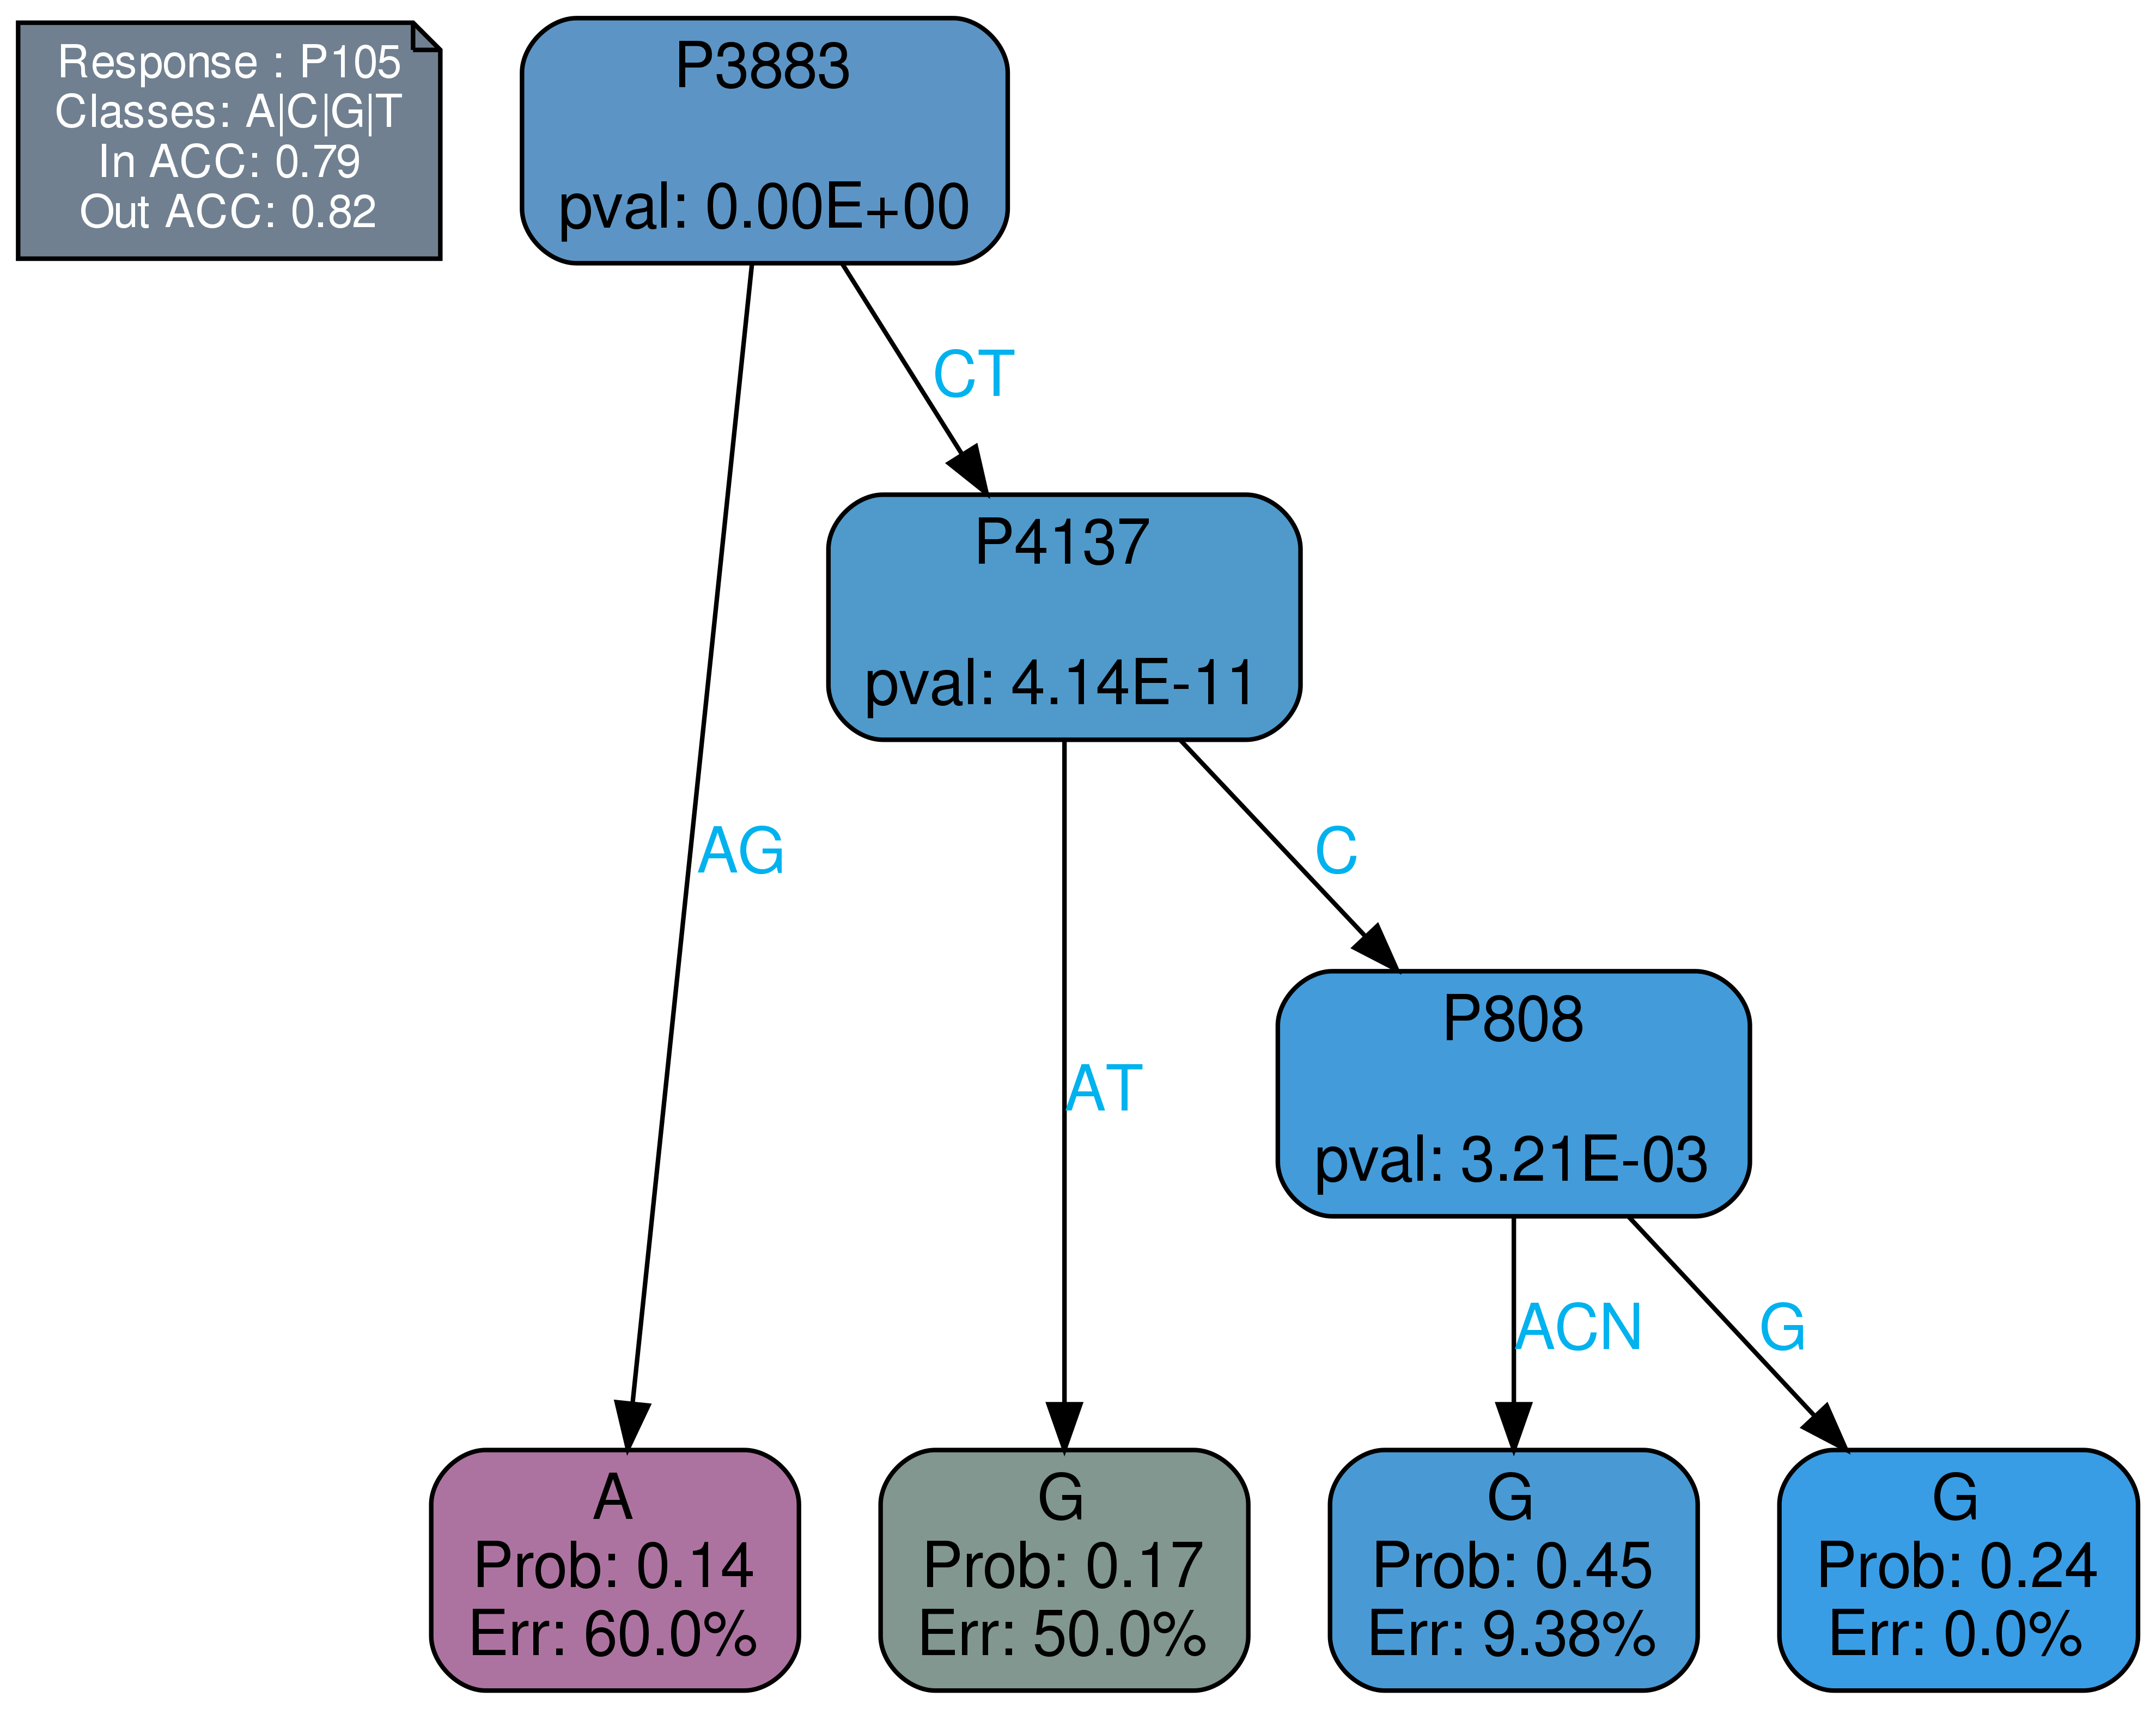 Response : P105
Classes: A|C|G|T
In ACC: 0.79
Out ACC: 0.82
P3883
pval: 0.00E+00
CT
P4137
pval: 4.14E-11
AG
C
P808
pval: 3.21E-03
AT
ACN
G
A
Prob: 0.14
Err: 60.0%
G
Prob: 0.17
Err: 50.0%
G
Prob: 0.45
Err: 9.38%
G
Prob: 0.24
Err: 0.0%